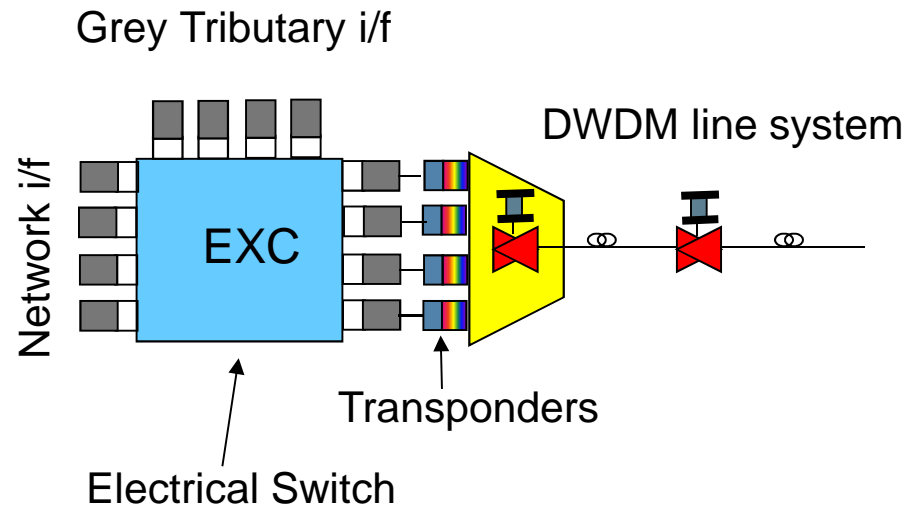 Grey Tributary i/f
DWDM line system
Network i/f
EXC
Transponders
Electrical Switch